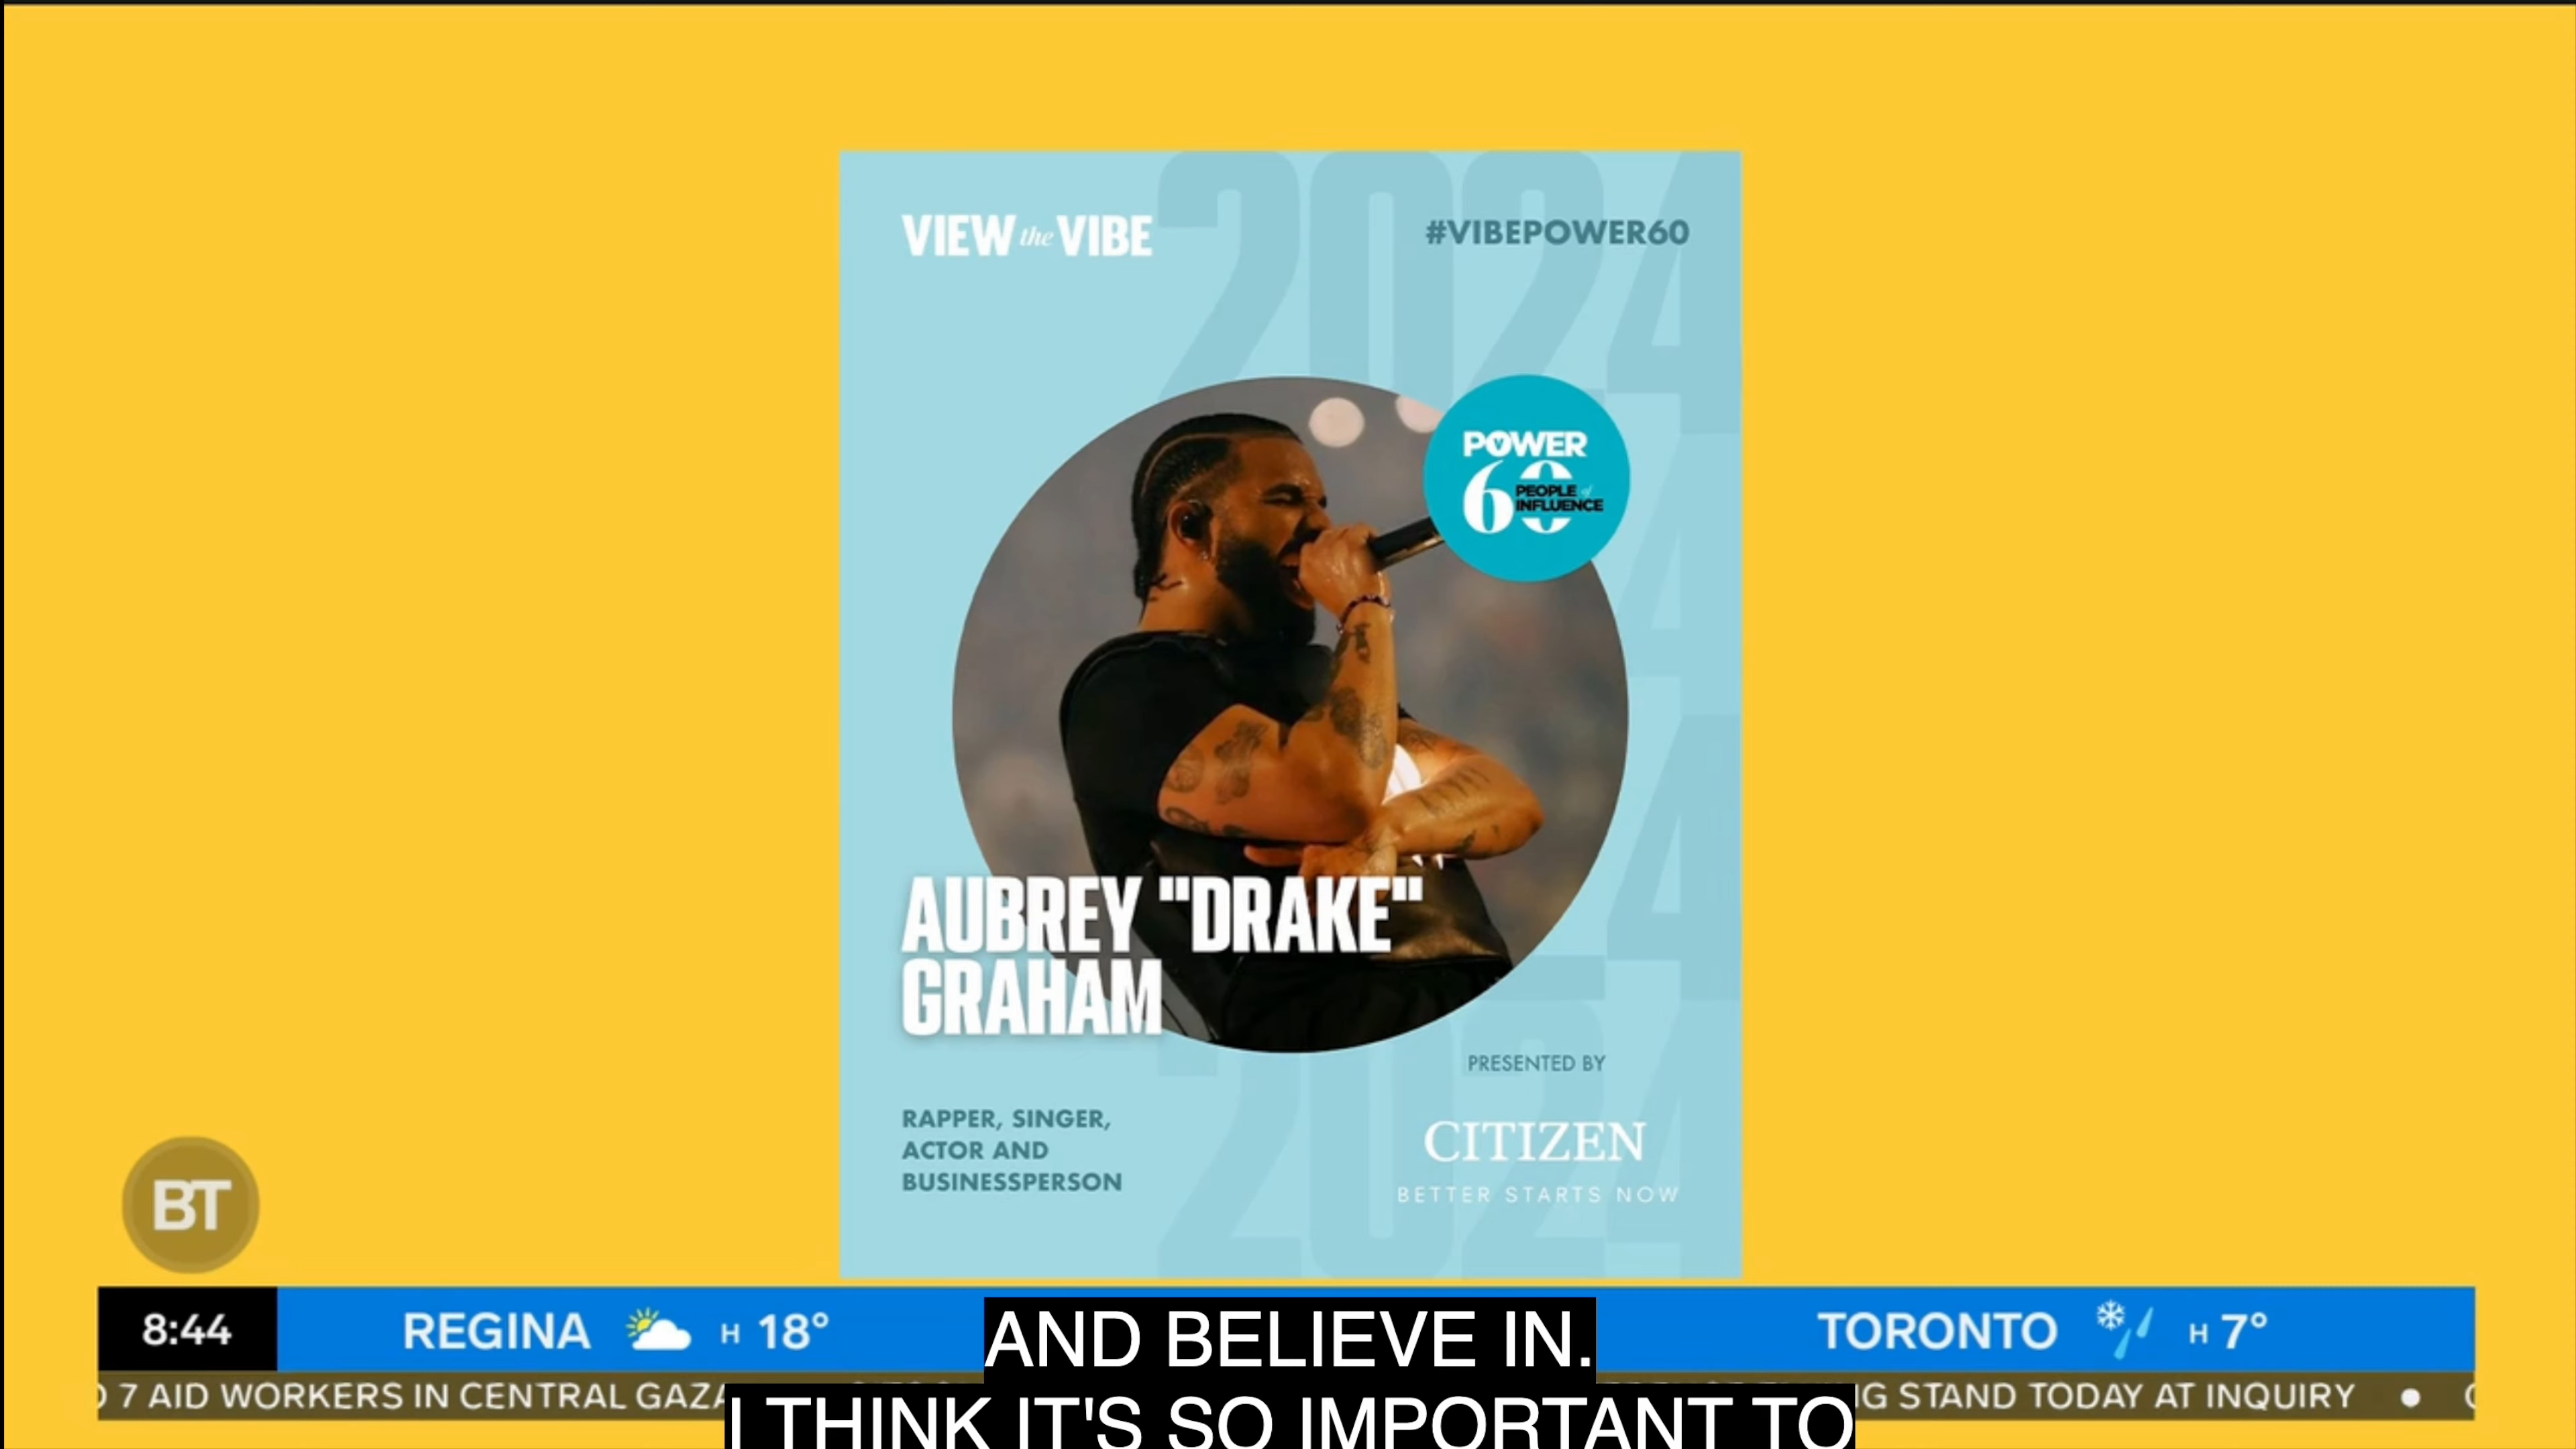 VIEW the VIBE
#VIBEPOWER60
2024
POWER
60
PEOPLE of
INFLUENCE
AUBREY "DRAKE"
GRAHAM
PRESENTED BY
RAPPER, SINGER,
ACTOR AND
BUSINESSPERSON
CITIZEN
BETTER STARTS NOW
2024
BT
8:44 REGINA H 18° TORONTO H 7°
AND BELIEVE IN.
7 AID WORKERS IN CENTRAL GAZA STAND TODAY AT INQUIRY •
I THINK IT'S SO IMPORTANT TO